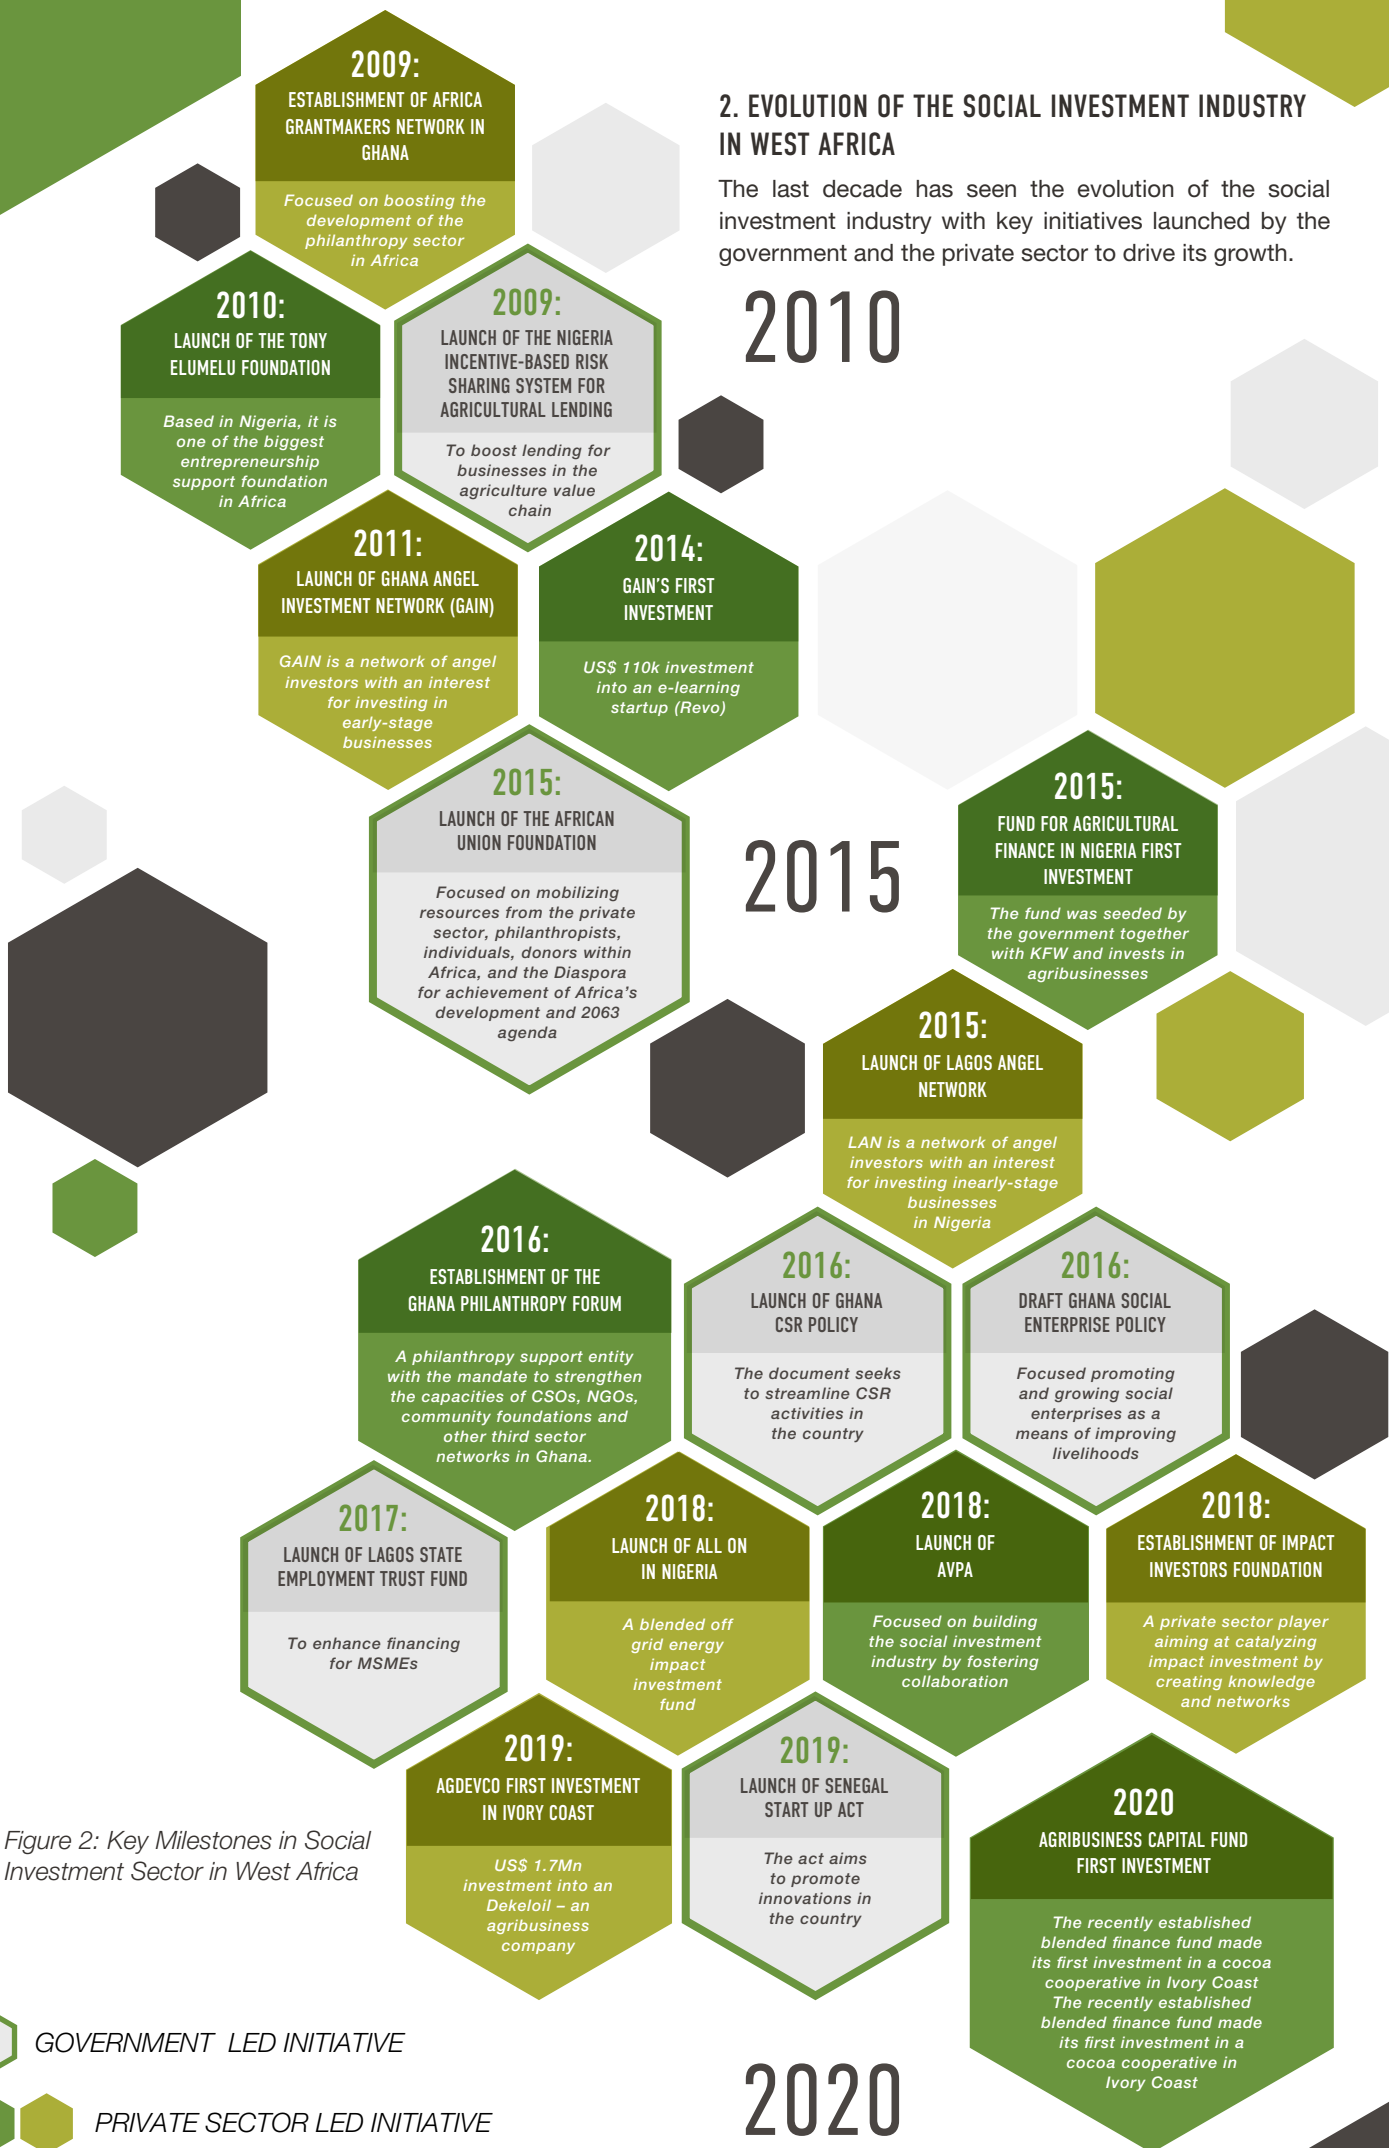 2009:
ESTABLISHMENT OF AFRICA
GRANTMAKERS NETWORK IN
GHANA
Focused on boosting the
development of the
philanthropy sector
in Africa
2. EVOLUTION OF THE SOCIAL INVESTMENT INDUSTRY
IN WEST AFRICA
The last decade has seen the evolution of the social
investment industry with key initiatives launched by the
government and the private sector to drive its growth.
2010
2010:
LAUNCH OF THE TONY
ELUMELU FOUNDATION
Based in Nigeria, it is
one of the biggest
entrepreneurship
support foundation
in Africa
2009:
LAUNCH OF THE NIGERIA
INCENTIVE-BASED RISK
SHARING SYSTEM FOR
AGRICULTURAL LENDING
To boost lending for
businesses in the
agriculture value
chain
2011:
LAUNCH OF GHANA ANGEL
INVESTMENT NETWORK (GAIN)
GAIN is a network of angel
investors with an interest
for investing in
early-stage
businesses
2014:
GAIN'S FIRST
INVESTMENT
US$ 110k investment
into an e-learning
startup (Revo)
2015:
LAUNCH OF THE AFRICAN
UNION FOUNDATION
Focused on mobilizing
resources from the private
sector, philanthropists,
individuals, donors within
Africa, and the Diaspora
for achievement of Africa's
development and 2063
agenda
2015
2015:
FUND FOR AGRICULTURAL
FINANCE IN NIGERIA FIRST
INVESTMENT
The fund was seeded by
the government together
with KFW and invests in
agribusinesses
2015:
LAUNCH OF LAGOS ANGEL
NETWORK
LAN is a network of angel
investors with an interest
for investing inearly-stage
businesses
in Nigeria
2016:
ESTABLISHMENT OF THE
GHANA PHILANTHROPY FORUM
A philanthropy support entity
with the mandate to strengthen
the capacities of CSOs, NGOs,
community foundations and
other third sector
networks in Ghana.
2016:
LAUNCH OF GHANA
CSR POLICY
The document seeks
to streamline CSR
activities in
the country
2016:
DRAFT GHANA SOCIAL
ENTERPRISE POLICY
Focused promoting
and growing social
enterprises as a
means of improving
livelihoods
2017:
LAUNCH OF LAGOS STATE
EMPLOYMENT TRUST FUND
To enhance financing
for MSMEs
2018:
LAUNCH OF ALL ON
IN NIGERIA
A blended off
grid energy
impact
investment
fund
2018:
LAUNCH OF
AVPA
Focused on building
the social investment
industry by fostering
collaboration
2018:
ESTABLISHMENT OF IMPACT
INVESTORS FOUNDATION
A private sector player
aiming at catalyzing
impact investment by
creating knowledge
and networks
2019:
AGDEVCO FIRST INVESTMENT
IN IVORY COAST
US$ 1.7Mn
investment into an
Dekeloil – an
agribusiness
company
2019:
LAUNCH OF SENEGAL
START UP ACT
The act aims
to promote
innovations in
the country
2020
AGRIBUSINESS CAPITAL FUND
FIRST INVESTMENT
The recently established
blended finance fund made
its first investment in a cocoa
cooperative in Ivory Coast
The recently established
blended finance fund made
its first investment in a
cocoa cooperative in
Ivory Coast
Figure 2: Key Milestones in Social
Investment Sector in West Africa
GOVERNMENT LED INITIATIVE
PRIVATE SECTOR LED INITIATIVE
2020